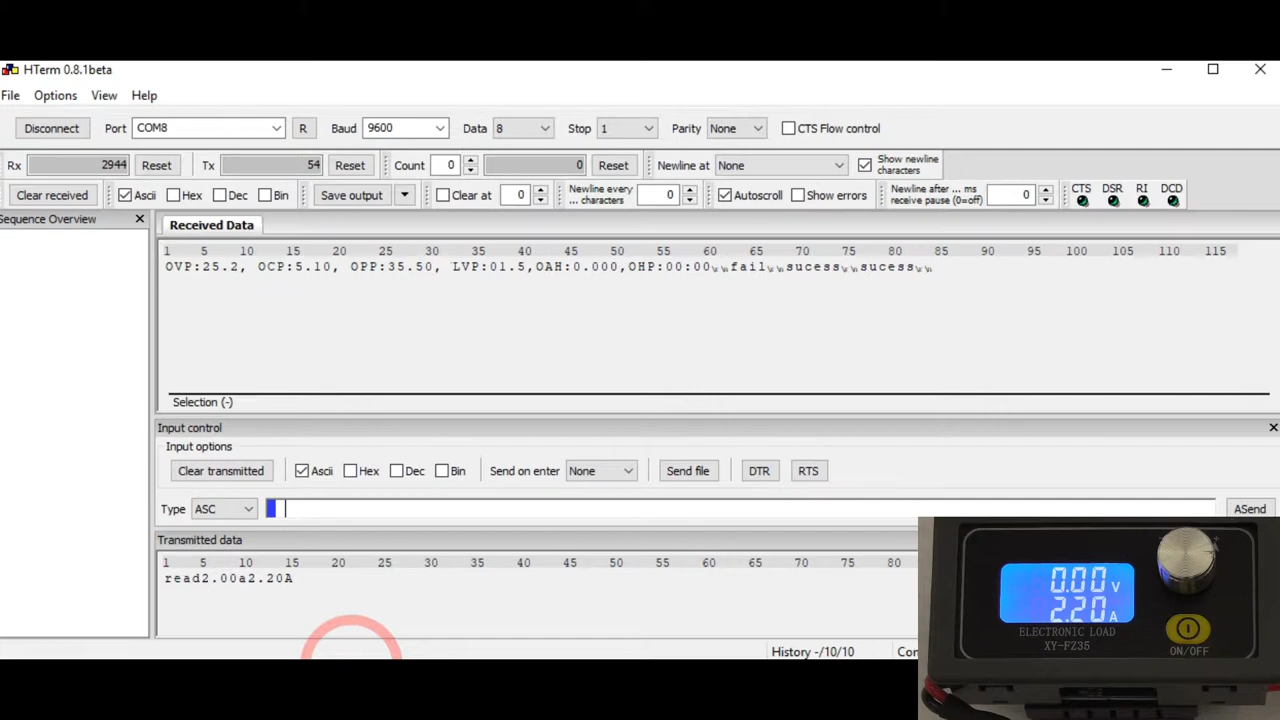 HTerm 0.8.1beta
File Options View Help
Disconnect Port COM8 R Baud 9600 Data 8 Stop 1 Parity None CTS Flow control
Rx 2944 Reset Tx 54 Reset Count 0 0 Reset Newline at None Show newline characters
Clear received Ascii Hex Dec Bin Save output Clear at 0 Newline every ... characters 0 Autoscroll Show errors Newline after ... ms receive pause (0=off) 0 CTS DSR RI DCD
Sequence Overview
Received Data
1 5 10 15 20 25 30 35 40 45 50 55 60 65 70 75 80 85 90 95 100 105 110 115
OVP:25.2, OCP:5.10, OPP:35.50, LVP:01.5,OAH:0.000,OHP:00:00\r\nfail\r\nsucess\r\nsucess\r\n
Selection (-)
Input control
Input options
Clear transmitted Ascii Hex Dec Bin Send on enter None Send file DTR RTS
Type ASC ASend
Transmitted data
1 5 10 15 20 25 30 35 40 45 50 55 60 65 70 75 80
read2.00a2.20A
History -/10/10
0.00 V
2.20 A
ELECTRONIC LOAD
XY-FZ35
ON/OFF